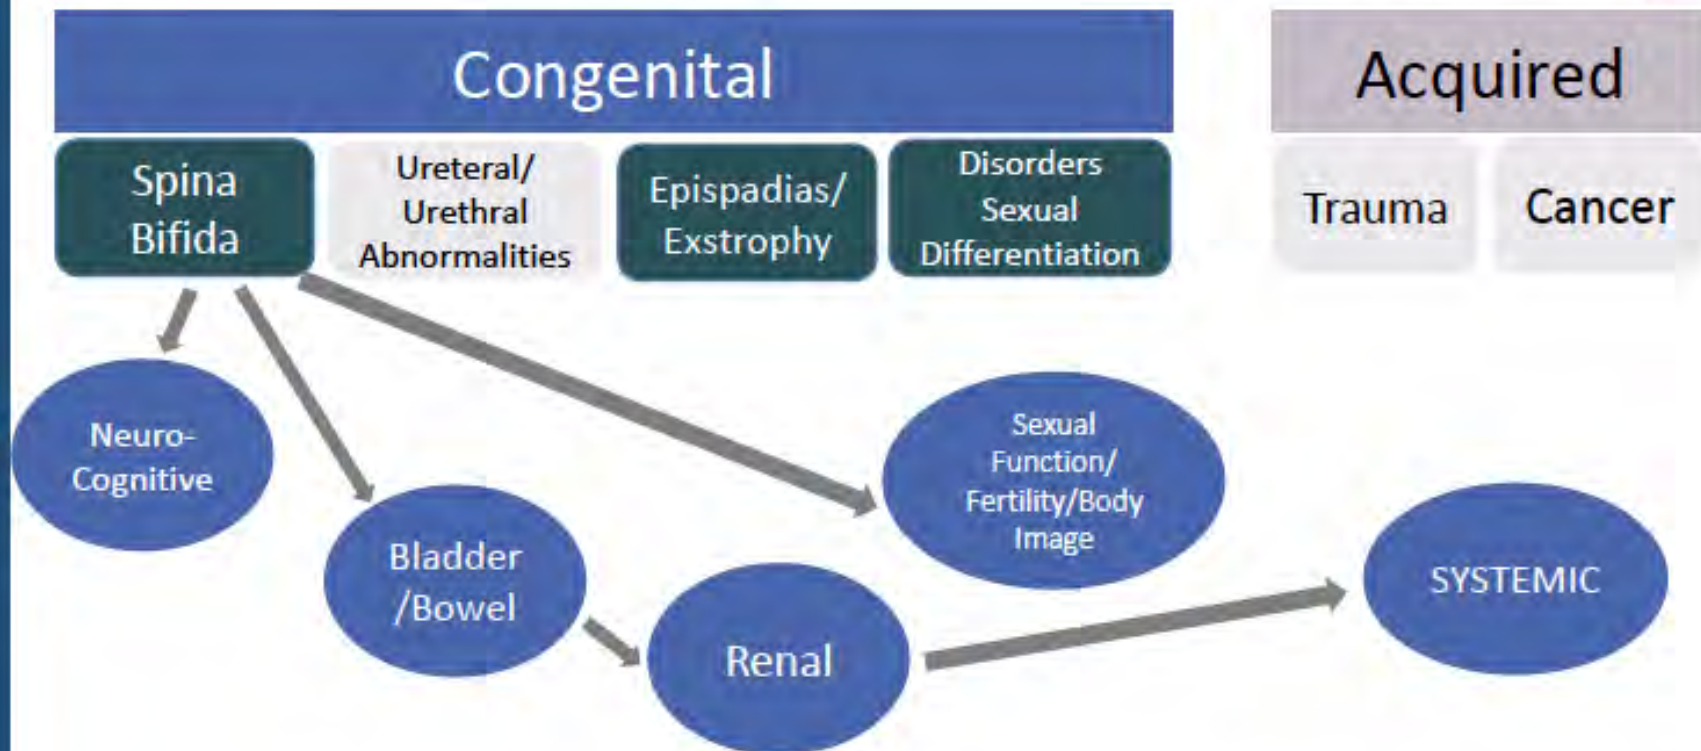 Congenital
Acquired
Spina
Bifida
Ureteral/
Urethral
Abnormalities
Epispadias/
Exstrophy
Disorders
Sexual
Differentiation
Trauma
Cancer
Neuro-
Cognitive
Bladder
/Bowel
Renal
Sexual
Function/
Fertility/Body
Image
SYSTEMIC